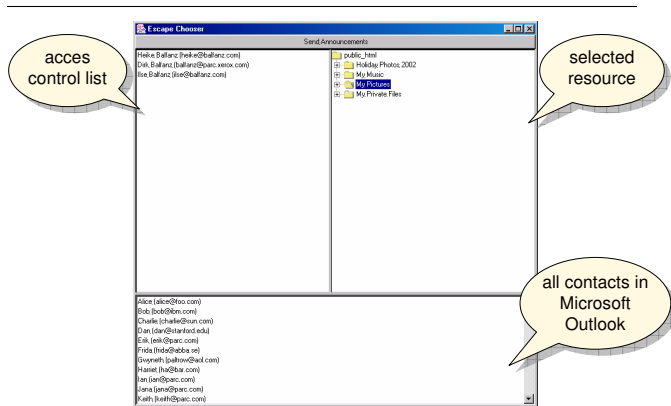 Escape Chooser
Send Announcements
acces
control list
Heike Balfanz (heike@balfanz.com)
Dirk Balfanz (balfanz@parc.xerox.com)
Ilse Balfanz (ilse@balfanz.com)
public_html
Holiday Photos 2002
My Music
My Pictures
My Private Files
selected
resource
all contacts in
Microsoft
Outlook
Alice (alice@foo.com)
Bob (bob@ibm.com)
Charlie (charlie@sun.com)
Dan (dan@stanford.edu)
Erik (erik@parc.com)
Frida (frida@abba.se)
Gwyneth (paltrow@aol.com)
Harriet (ha@bar.com)
Ian (ian@parc.com)
Jana (jana@parc.com)
Keith (keith@parc.com)